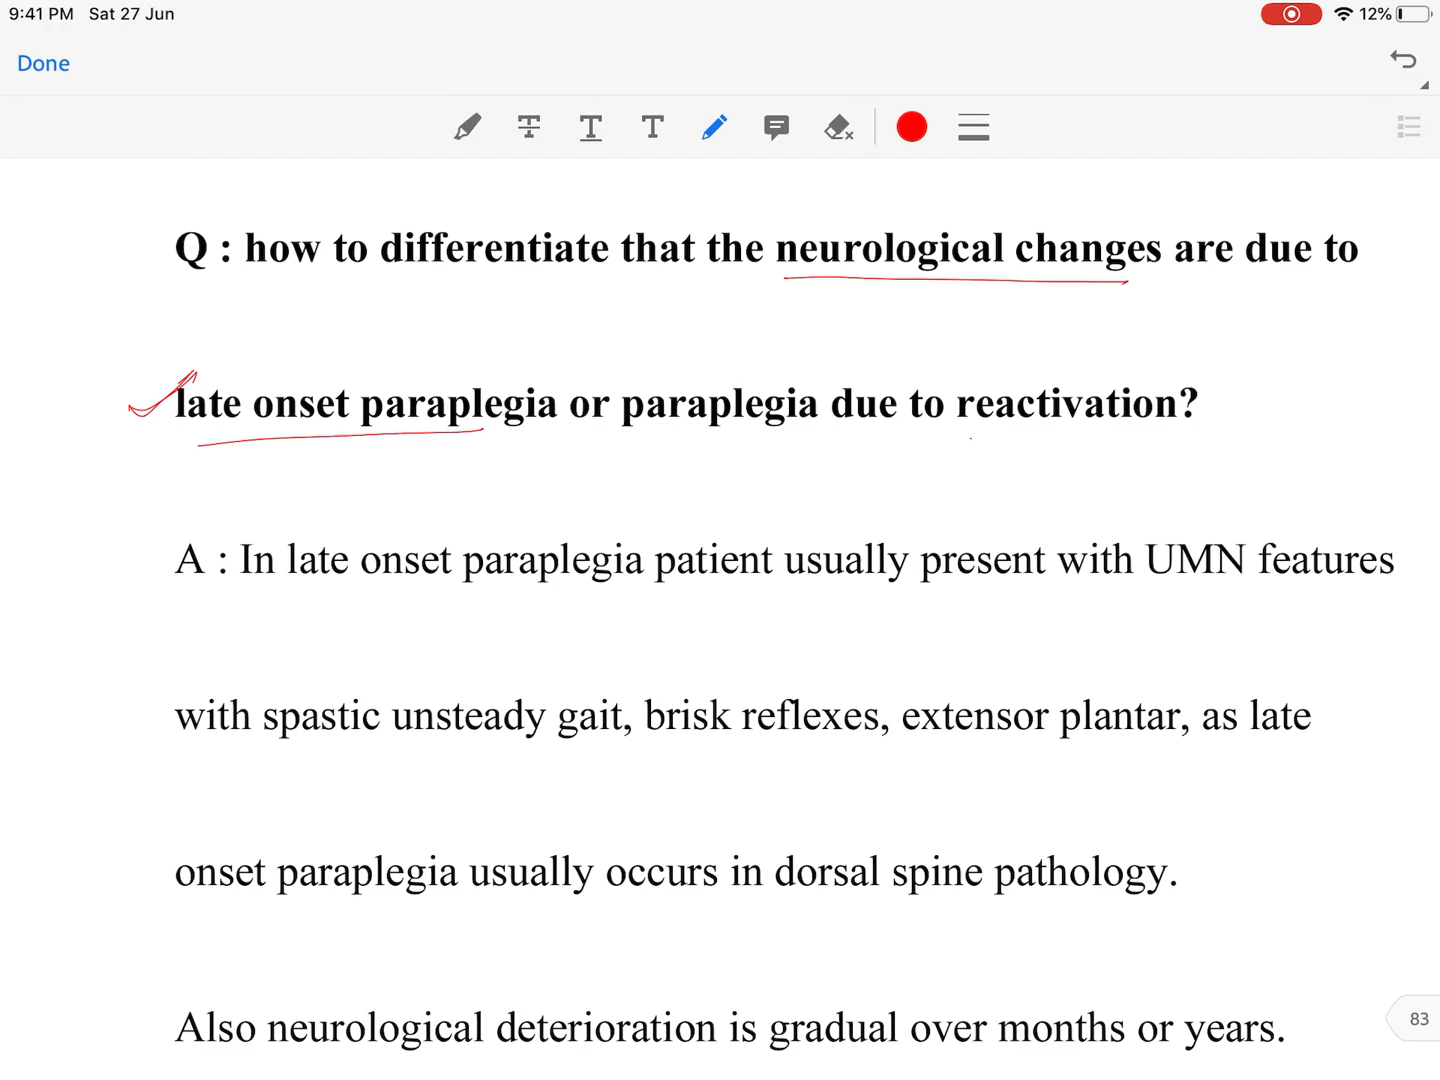 9:41 PM Sat 27 Jun 12%
Done
Q : how to differentiate that the neurological changes are due to
late onset paraplegia or paraplegia due to reactivation?
A : In late onset paraplegia patient usually present with UMN features
with spastic unsteady gait, brisk reflexes, extensor plantar, as late
onset paraplegia usually occurs in dorsal spine pathology.
Also neurological deterioration is gradual over months or years.
83